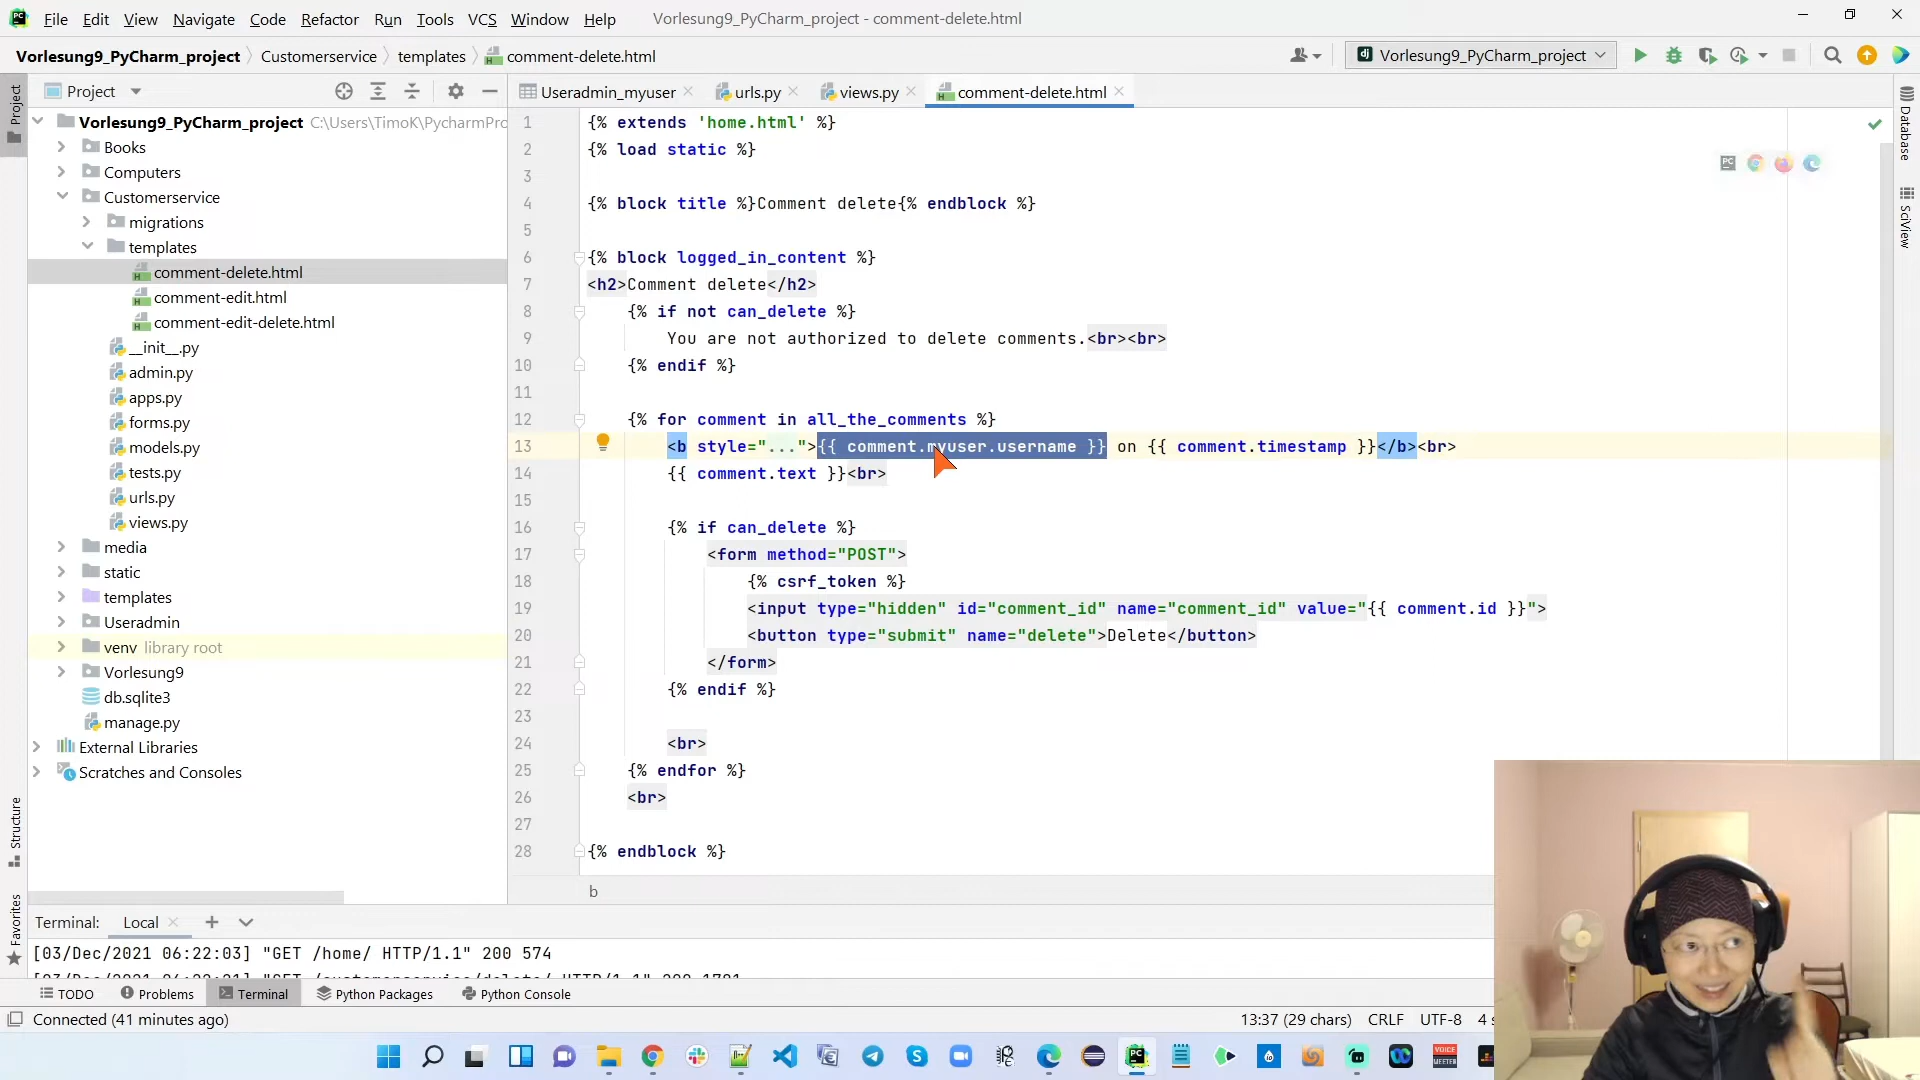 File Edit View Navigate Code Refactor Run Tools VCS Window Help Vorlesung9_PyCharm_project - comment-delete.html
Vorlesung9_PyCharm_project Customerservice templates comment-delete.html Vorlesung9_PyCharm_project
Project Useradmin_myuser urls.py views.py comment-delete.html
Project
Database
SciView
Structure
Favorites
Vorlesung9_PyCharm_project C:\Users\TimoK\PycharmPro
Books
Computers
Customerservice
migrations
templates
comment-delete.html
comment-edit.html
comment-edit-delete.html
__init__.py
admin.py
apps.py
forms.py
models.py
tests.py
urls.py
views.py
media
static
templates
Useradmin
venv library root
Vorlesung9
db.sqlite3
manage.py
External Libraries
Scratches and Consoles
1 {% extends 'home.html' %}
2 {% load static %}
3
4 {% block title %}Comment delete{% endblock %}
5
6 {% block logged_in_content %}
7 <h2>Comment delete</h2>
8 {% if not can_delete %}
9 You are not authorized to delete comments.<br><br>
10 {% endif %}
11
12 {% for comment in all_the_comments %}
13 <b style="...">{{ comment.myuser.username }} on {{ comment.timestamp }}</b><br>
14 {{ comment.text }}<br>
15
16 {% if can_delete %}
17 <form method="POST">
18 {% csrf_token %}
19 <input type="hidden" id="comment_id" name="comment_id" value="{{ comment.id }}">
20 <button type="submit" name="delete">Delete</button>
21 </form>
22 {% endif %}
23
24 <br>
25 {% endfor %}
26 <br>
27
28 {% endblock %}
b
Terminal: Local
[03/Dec/2021 06:22:03] "GET /home/ HTTP/1.1" 200 574
TODO Problems Terminal Python Packages Python Console
Connected (41 minutes ago) 13:37 (29 chars) CRLF UTF-8 4
VOICE
MEETER